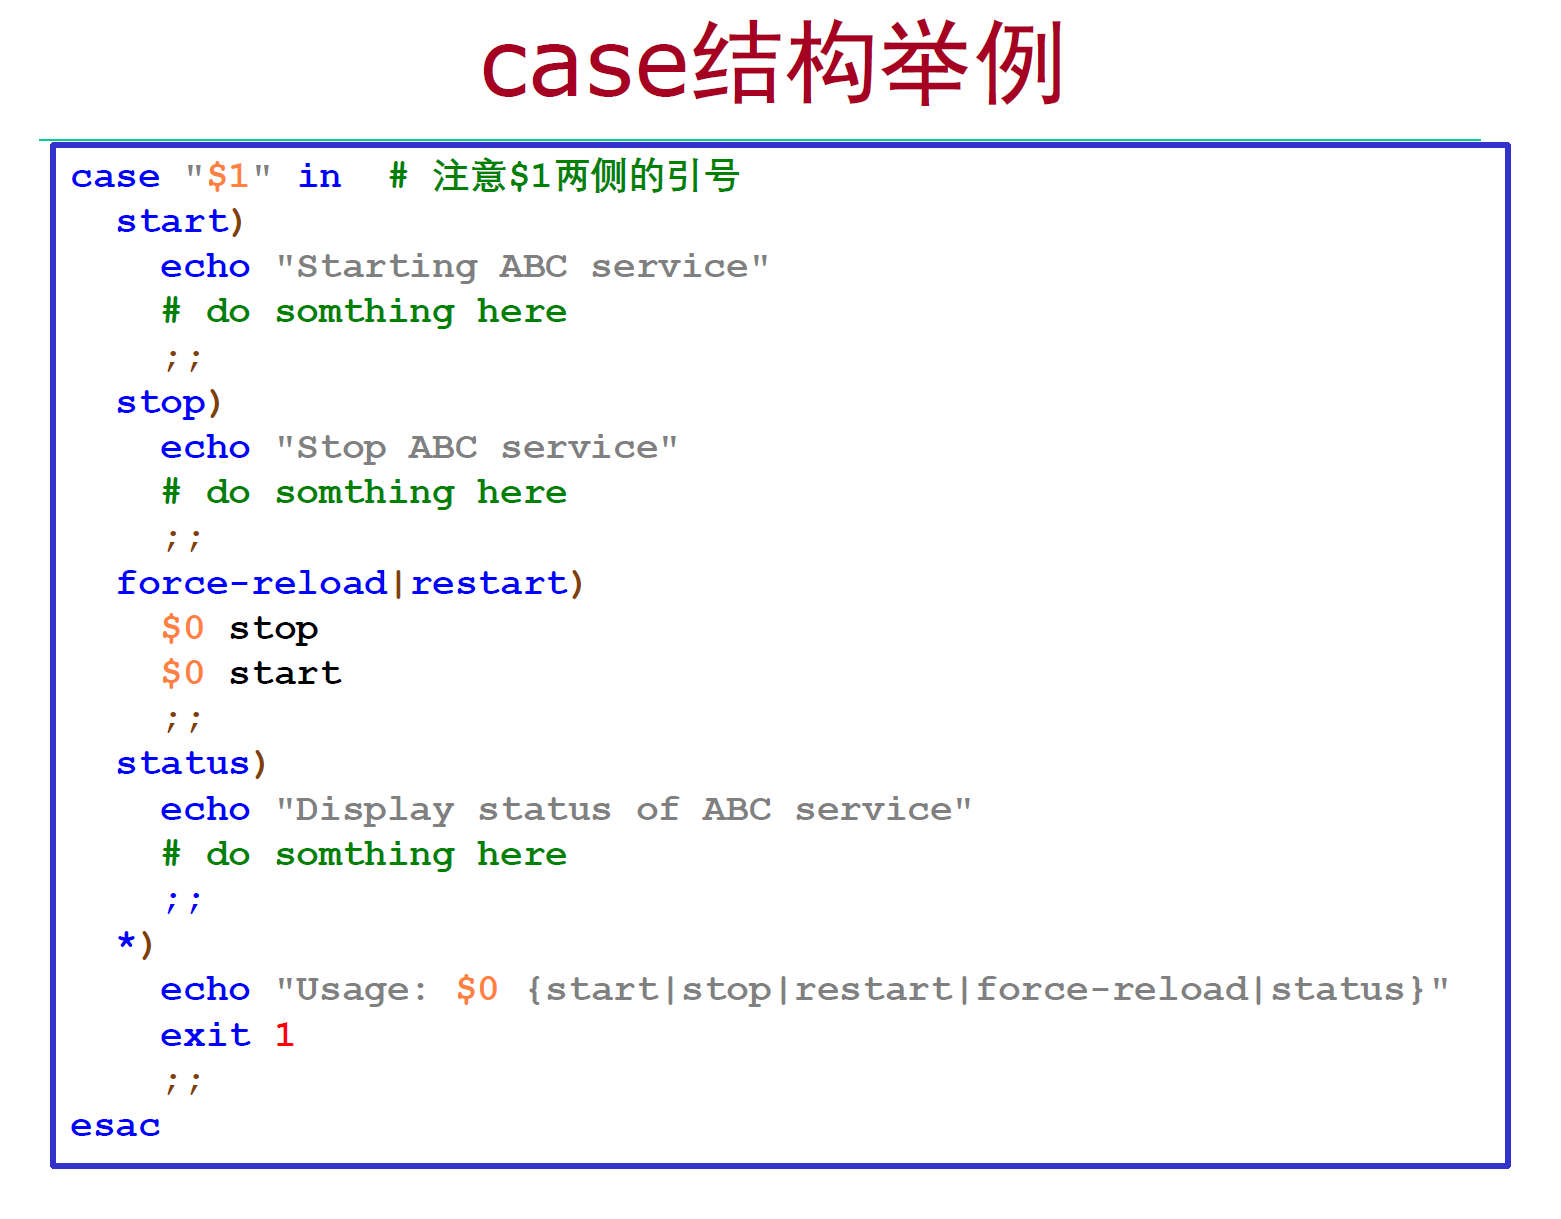 case结构举例
case "$1" in  # 注意$1两侧的引号
  start)
    echo "Starting ABC service"
    # do somthing here
    ;;
  stop)
    echo "Stop ABC service"
    # do somthing here
    ;;
  force-reload|restart)
    $0 stop
    $0 start
    ;;
  status)
    echo "Display status of ABC service"
    # do somthing here
    ;;
  *)
    echo "Usage: $0 {start|stop|restart|force-reload|status}"
    exit 1
    ;;
esac